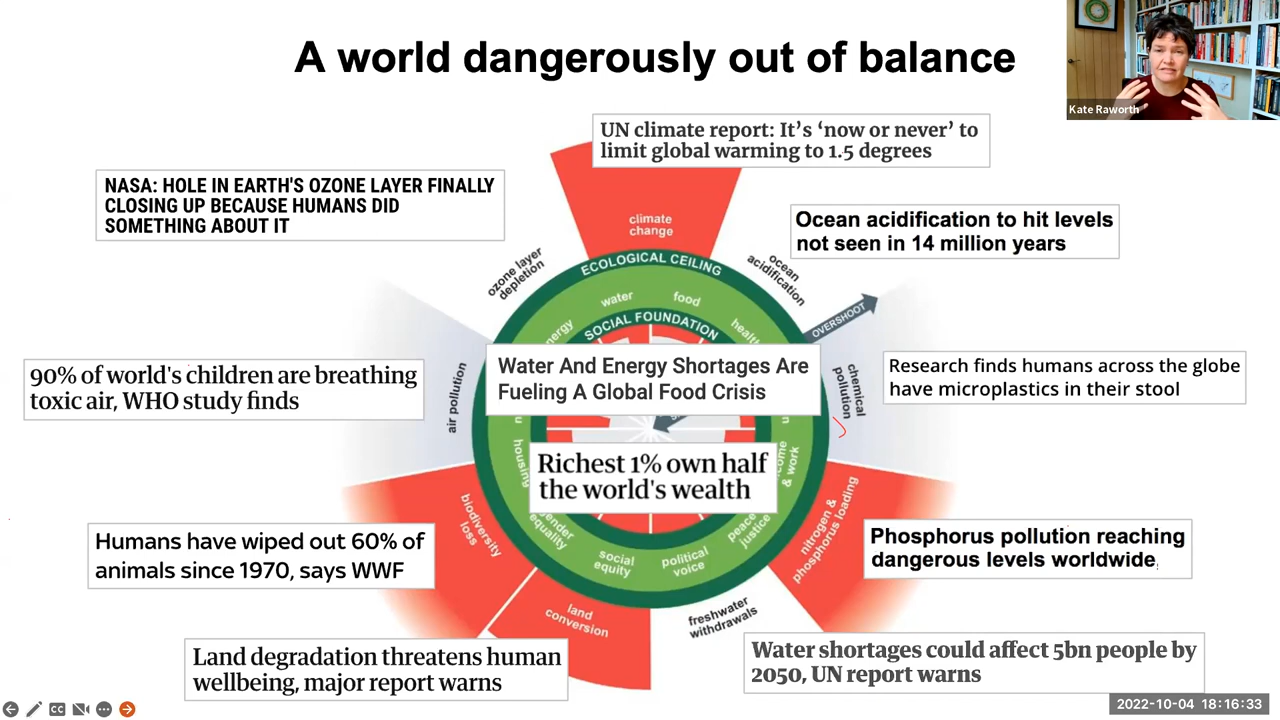 A world dangerously out of balance
Kate Raworth
UN climate report: It's 'now or never' to
limit global warming to 1.5 degrees
NASA: HOLE IN EARTH'S OZONE LAYER FINALLY
CLOSING UP BECAUSE HUMANS DID
SOMETHING ABOUT IT
Ocean acidification to hit levels
not seen in 14 million years
climate
change
ozone layer
depletion
ocean
acidification
ECOLOGICAL CEILING
water
food
SOCIAL FOUNDATION
OVERSHOOT
Water And Energy Shortages Are
Fueling A Global Food Crisis
90% of world's children are breathing
toxic air, WHO study finds
air pollution
chemical
pollution
Research finds humans across the globe
have microplastics in their stool
Richest 1% own half
the world's wealth
housing
& work
biodiversity
loss
equality
social
equity
political
voice
nitrogen &
phosphorus loading
Humans have wiped out 60% of
animals since 1970, says WWF
Phosphorus pollution reaching
dangerous levels worldwide,
land
conversion
freshwater
withdrawals
Land degradation threatens human
wellbeing, major report warns
Water shortages could affect 5bn people by
2050, UN report warns
CC
2022-10-04 18:16:33